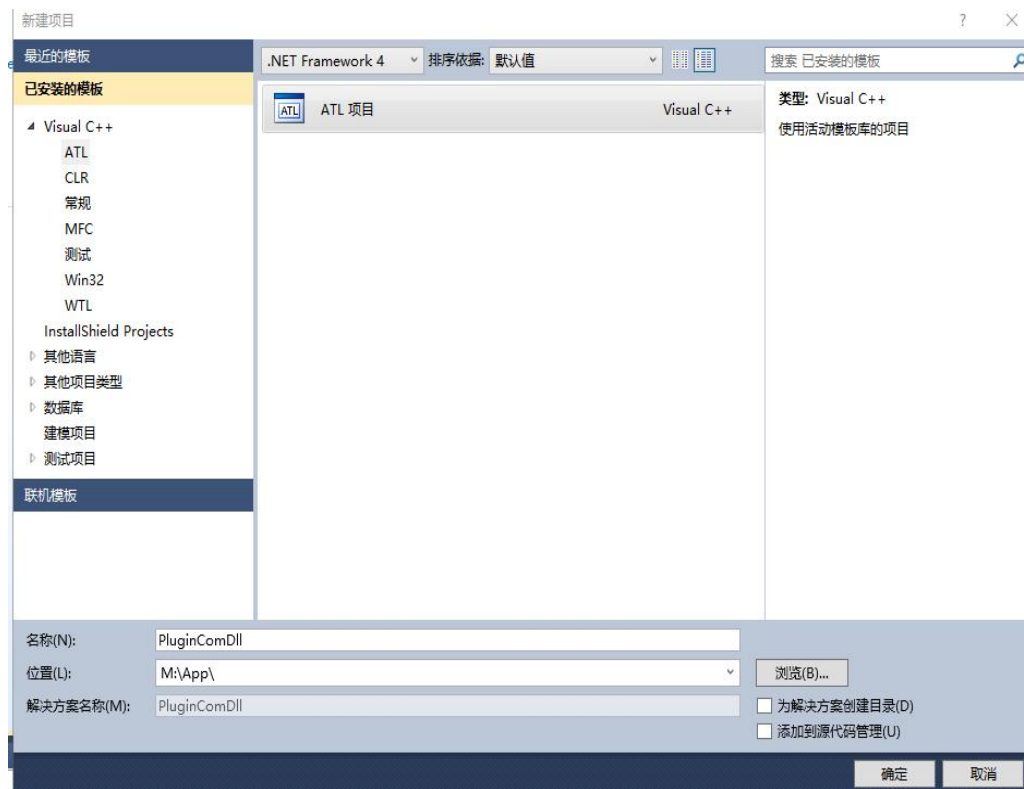 新建项目
最近的模板
已安装的模板
Visual C++
ATL
CLR
常规
MFC
测试
Win32
WTL
InstallShield Projects
其他语言
其他项目类型
数据库
建模项目
测试项目
联机模板
.NET Framework 4 排序依据: 默认值
ATL ATL 项目 Visual C++
搜索 已安装的模板
类型: Visual C++
使用活动模板库的项目
名称(N): PluginComDll
位置(L): M:\App\ 浏览(B)...
解决方案名称(M): PluginComDll 为解决方案创建目录(D)
添加到源代码管理(U)
确定 取消